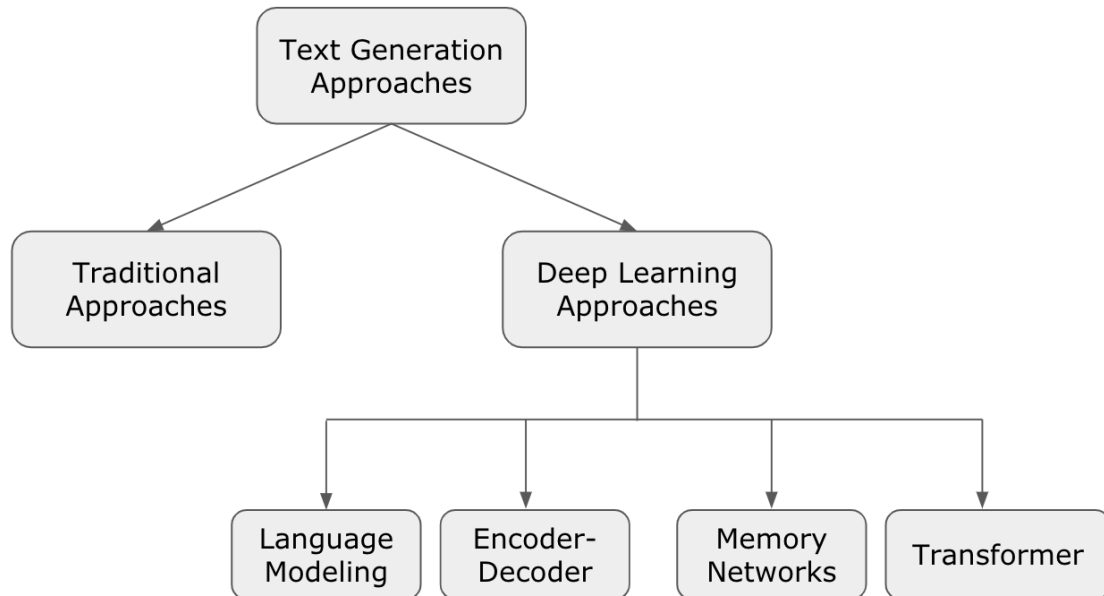 Text Generation
Approaches
Traditional
Approaches
Deep Learning
Approaches
Language
Modeling
Encoder-
Decoder
Memory
Networks
Transformer